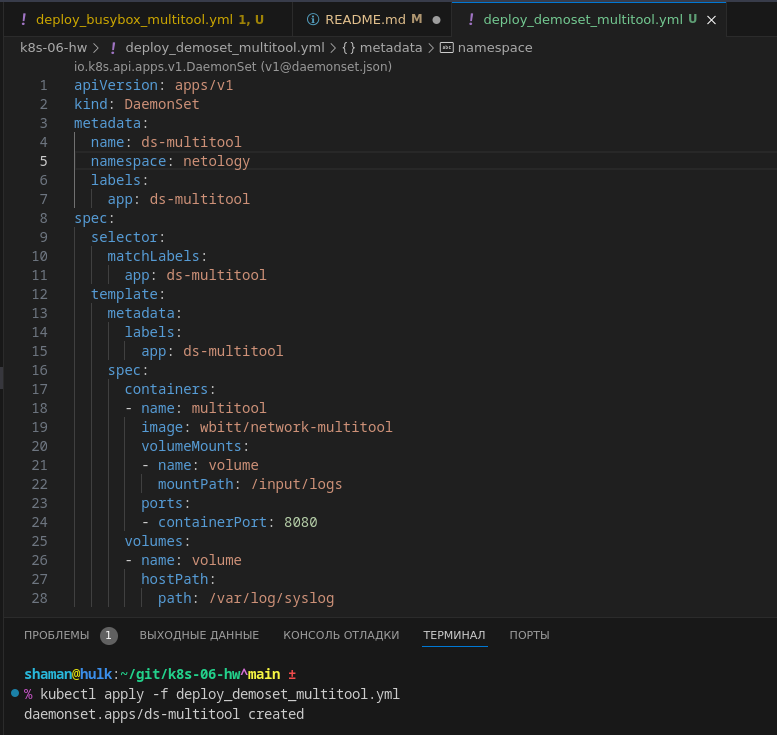 deploy_busybox_multitool.yml 1, U README.md M deploy_demoset_multitool.yml U
k8s-06-hw > ! deploy_demoset_multitool.yml > {} metadata > abc namespace
io.k8s.api.apps.v1.DaemonSet (v1@daemonset.json)
1 apiVersion: apps/v1
2 kind: DaemonSet
3 metadata:
4 name: ds-multitool
5 namespace: netology
6 labels:
7 app: ds-multitool
8 spec:
9 selector:
10 matchLabels:
11 app: ds-multitool
12 template:
13 metadata:
14 labels:
15 app: ds-multitool
16 spec:
17 containers:
18 - name: multitool
19 image: wbitt/network-multitool
20 volumeMounts:
21 - name: volume
22 mountPath: /input/logs
23 ports:
24 - containerPort: 8080
25 volumes:
26 - name: volume
27 hostPath:
28 path: /var/log/syslog
ПРОБЛЕМЫ 1 ВЫХОДНЫЕ ДАННЫЕ КОНСОЛЬ ОТЛАДКИ ТЕРМИНАЛ ПОРТЫ
shaman@hulk:~/git/k8s-06-hw^main ±
% kubectl apply -f deploy_demoset_multitool.yml
daemonset.apps/ds-multitool created